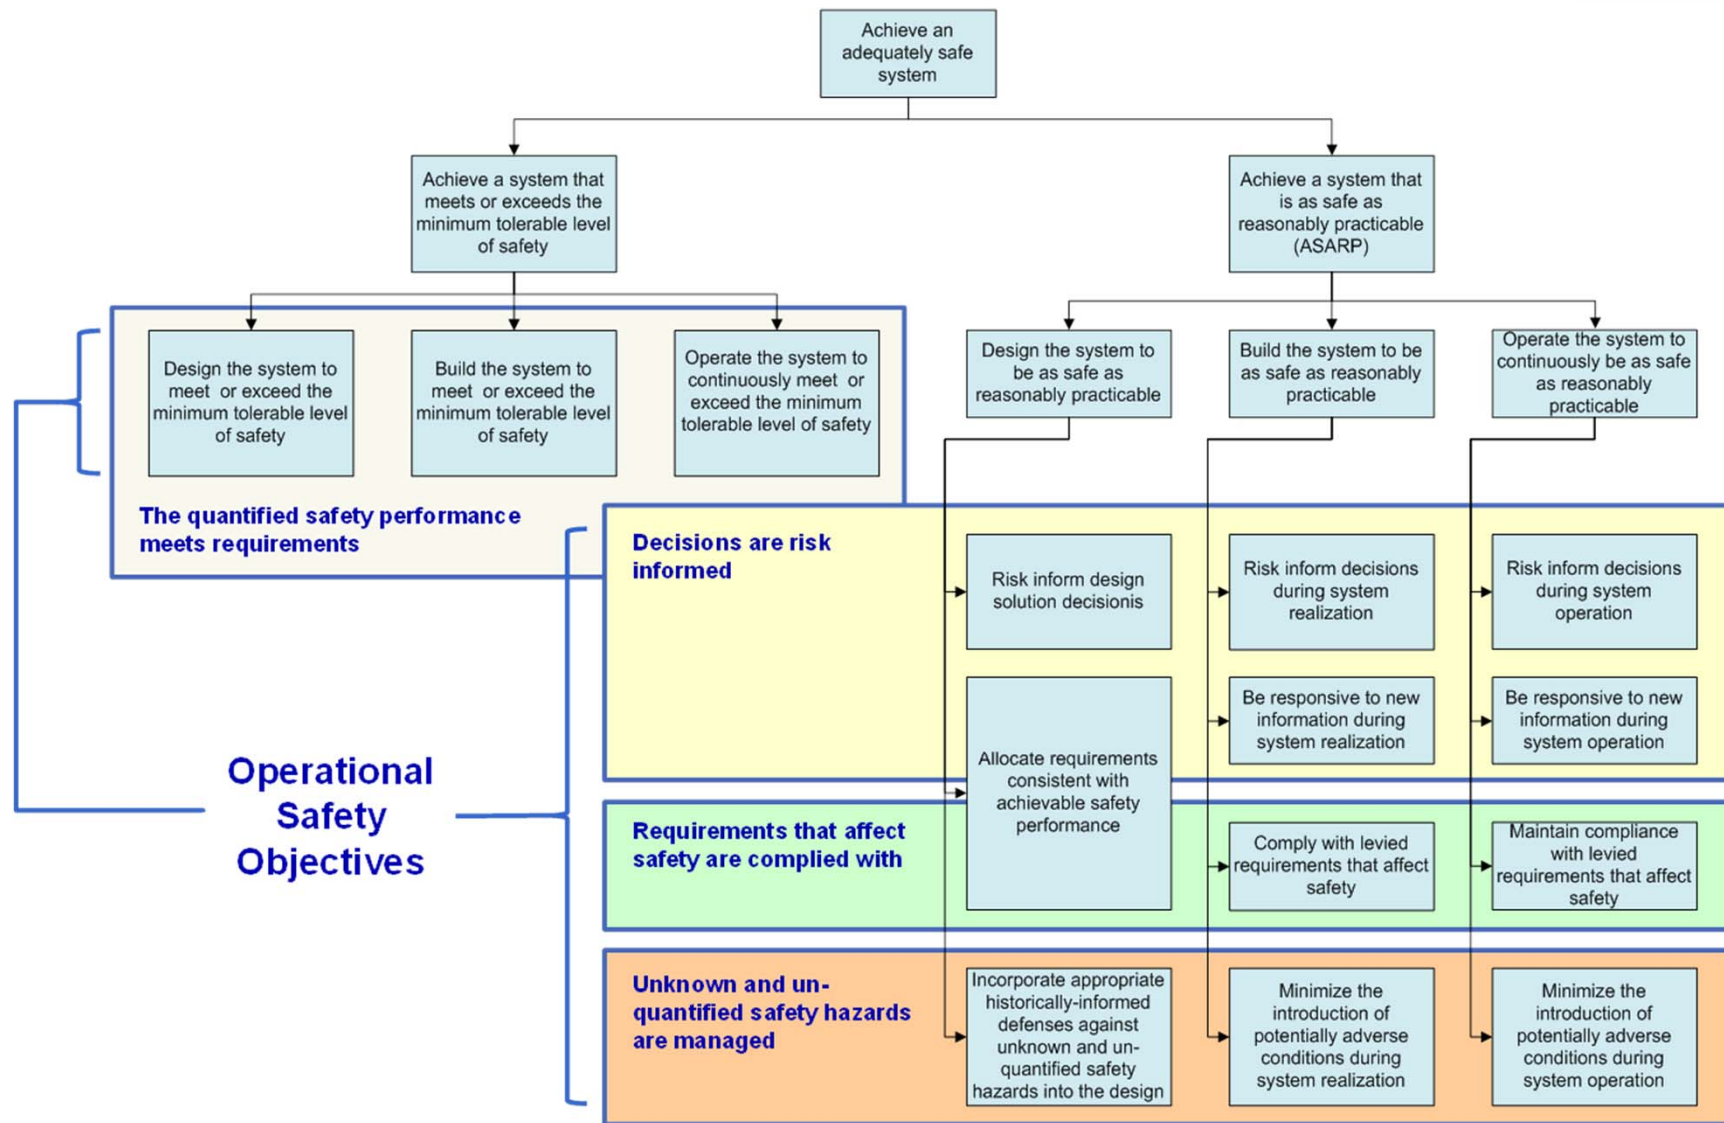 Achieve an
adequately safe
system
Achieve a system that
meets or exceeds the
minimum tolerable level
of safety
Achieve a system that
is as safe as
reasonably practicable
(ASARP)
Design the system to
meet or exceed the
minimum tolerable level
of safety
Build the system to
meet or exceed the
minimum tolerable level
of safety
Operate the system to
continuously meet or
exceed the minimum
tolerable level of safety
Design the system to
be as safe as
reasonably practicable
Build the system to be
as safe as reasonably
practicable
Operate the system to
continuously be as safe
as reasonably
practicable
The quantified safety performance
meets requirements
Decisions are risk
informed
Risk inform design
solution decisionis
Risk inform decisions
during system
realization
Risk inform decisions
during system
operation
Allocate requirements
consistent with
achievable safety
performance
Be responsive to new
information during
system realization
Be responsive to new
information during
system operation
Operational
Safety
Objectives
Requirements that affect
safety are complied with
Comply with levied
requirements that affect
safety
Maintain compliance
with levied
requirements that affect
safety
Unknown and un-
quantified safety hazards
are managed
Incorporate appropriate
historically-informed
defenses against
unknown and un-
quantified safety
hazards into the design
Minimize the
introduction of
potentially adverse
conditions during
system realization
Minimize the
introduction of
potentially adverse
conditions during
system operation